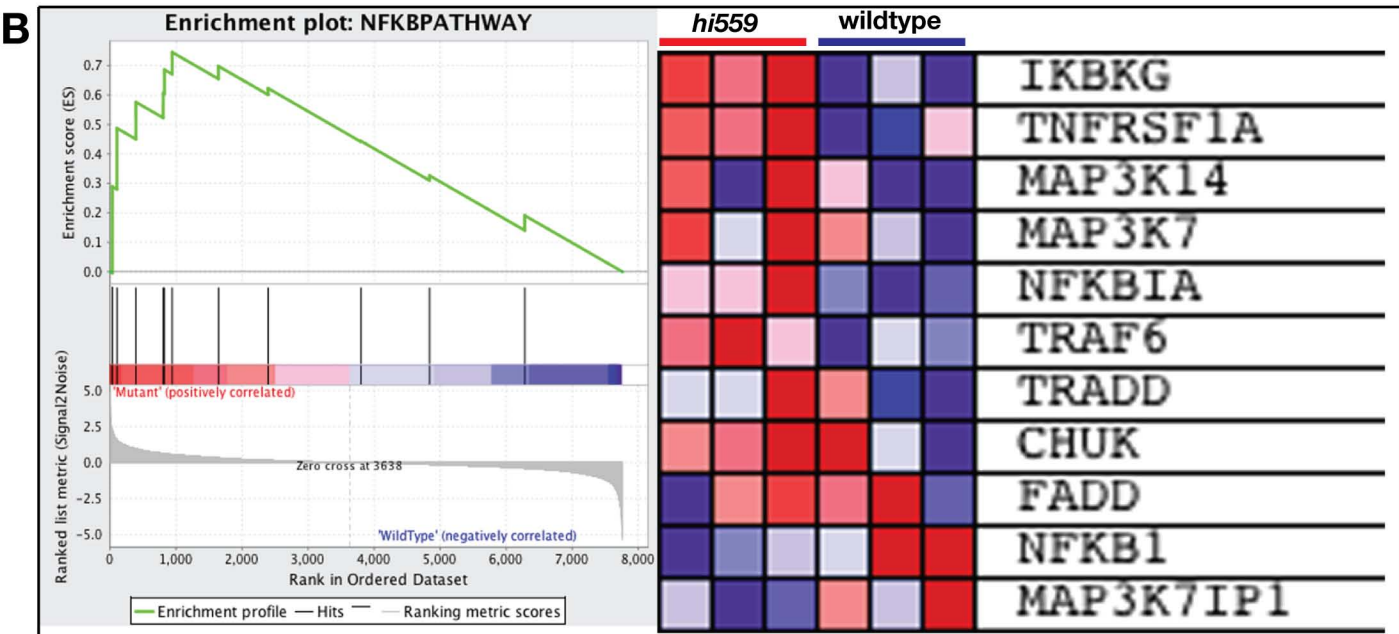 B
Enrichment plot: NFKBPATHWAY
Enrichment score (ES)
0.7
0.6
0.5
0.4
0.3
0.2
0.1
0.0
'Mutant' (positively correlated)
Ranked list metric (Signal2Noise)
5.0
2.5
0.0
-2.5
-5.0
Zero cross at 3638
'WildType' (negatively correlated)
0 1,000 2,000 3,000 4,000 5,000 6,000 7,000 8,000
Rank in Ordered Dataset
Enrichment profile Hits Ranking metric scores
hi559 wildtype
IKBKG
TNFRSF1A
MAP3K14
MAP3K7
NFKBIA
TRAF6
TRADD
CHUK
FADD
NFKB1
MAP3K7IP1